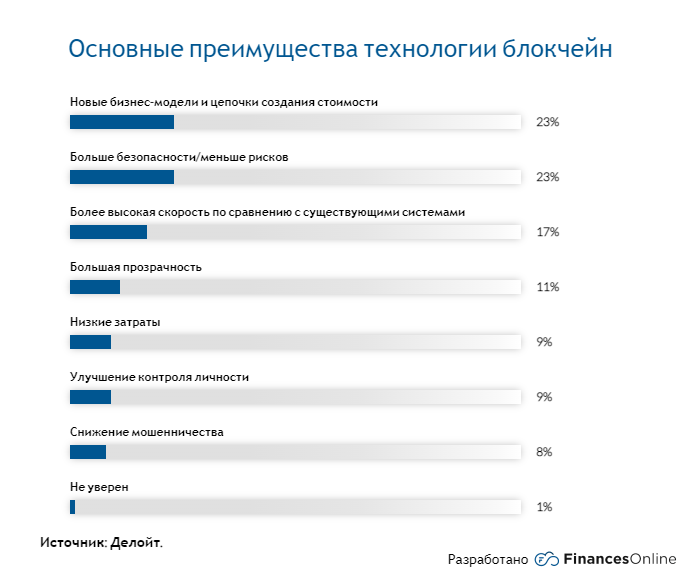 Основные преимущества технологии блокчейн
Новые бизнес-модели и цепочки создания стоимости
23%
Больше безопасности/меньше рисков
23%
Более высокая скорость по сравнению с существующими системами
17%
Большая прозрачность
11%
Низкие затраты
9%
Улучшение контроля личности
9%
Снижение мошенничества
8%
Не уверен
1%
Источник: Делойт.
Разработано FinancesOnline